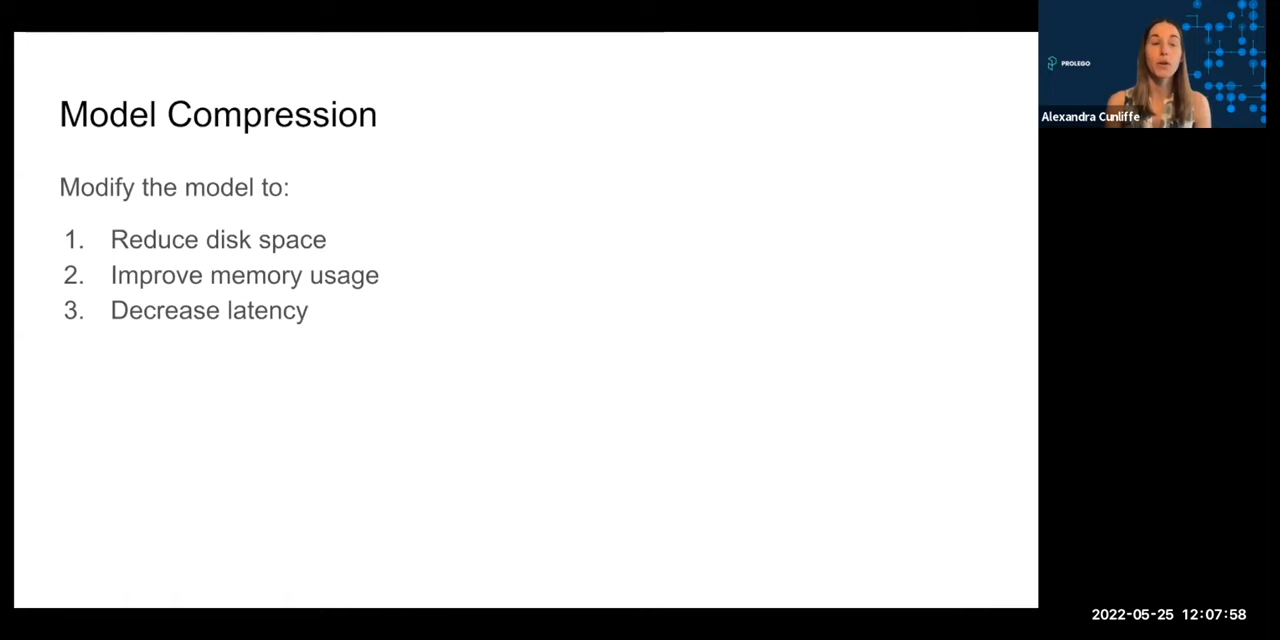 Model Compression
Modify the model to:
1. Reduce disk space
2. Improve memory usage
3. Decrease latency
PROLEGO
Alexandra Cunliffe
2022-05-25 12:07:58